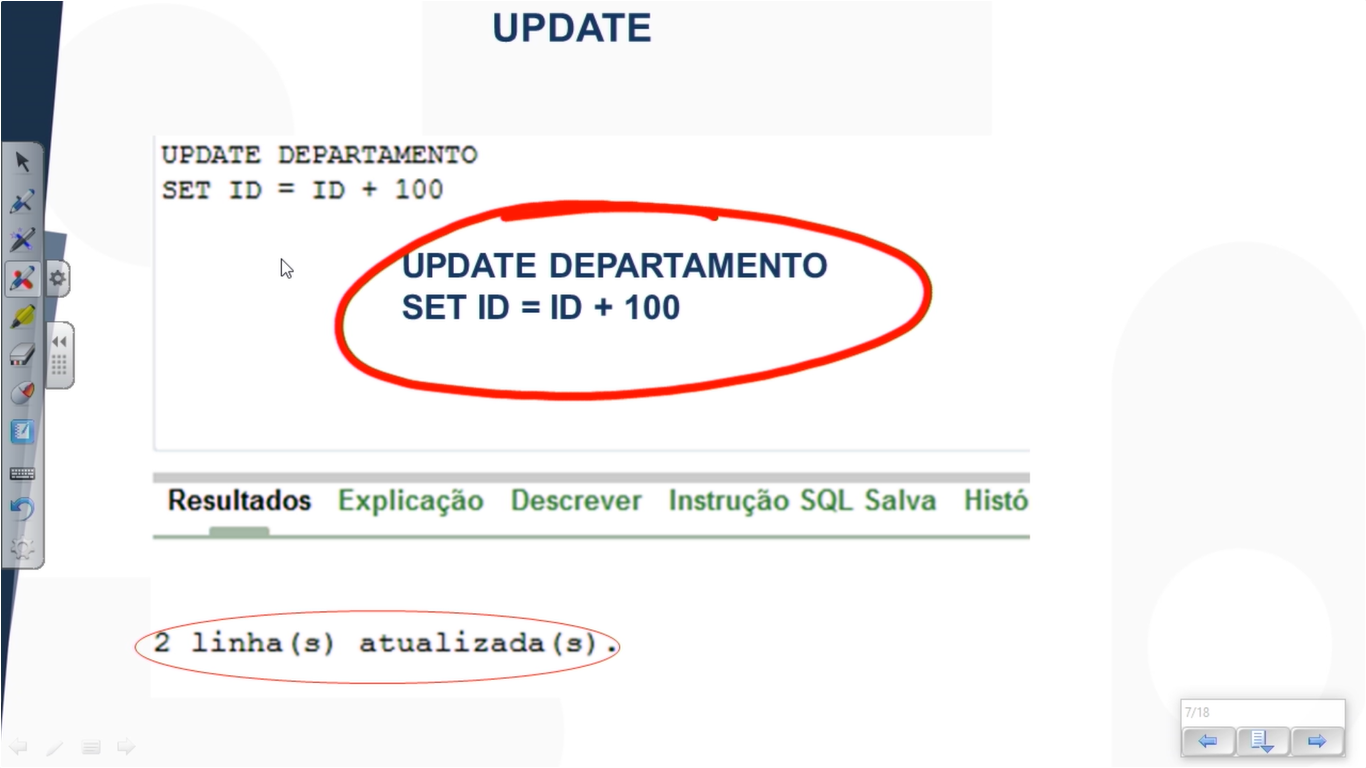 UPDATE
UPDATE DEPARTAMENTO
SET ID = ID + 100
UPDATE DEPARTAMENTO
SET ID = ID + 100
Resultados Explicação Descrever Instrução SQL Salva Histó
2 linha(s) atualizada(s).
7/18